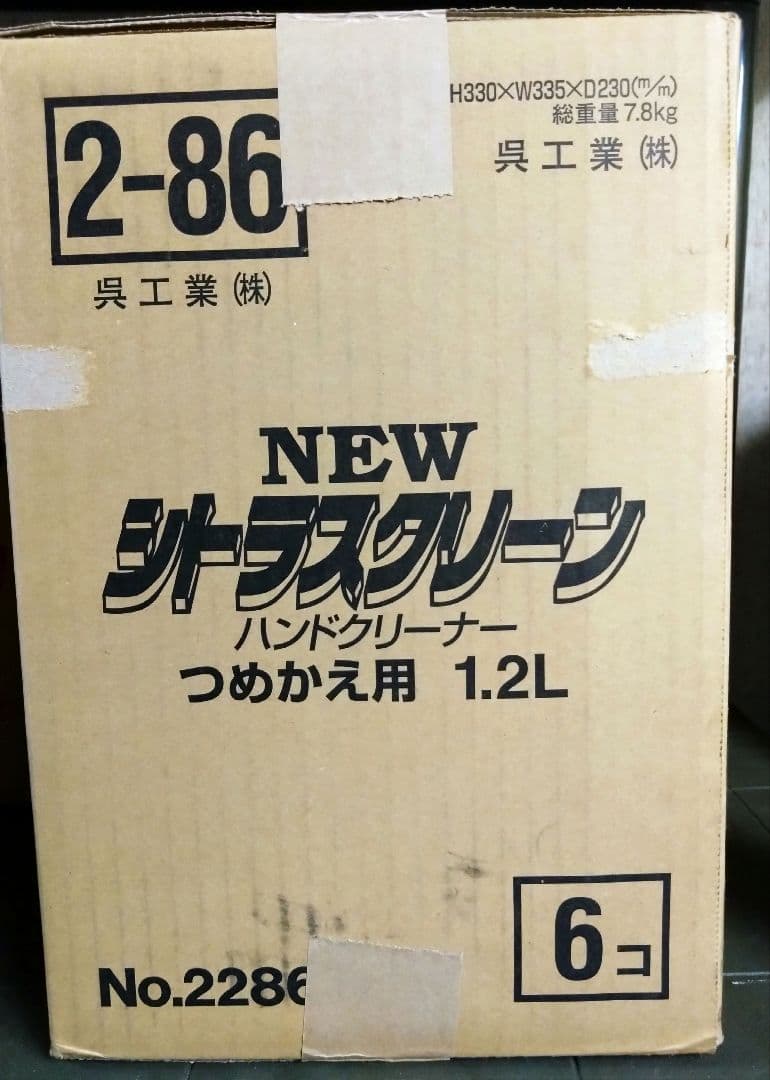 2-86
呉工業(株)
H330×W335×D230(m/m)
総重量7.8kg
呉工業(株)
NEW
シトラスクリーン
ハンドクリーナー
つめかえ用 1.2L
No.2286
6コ